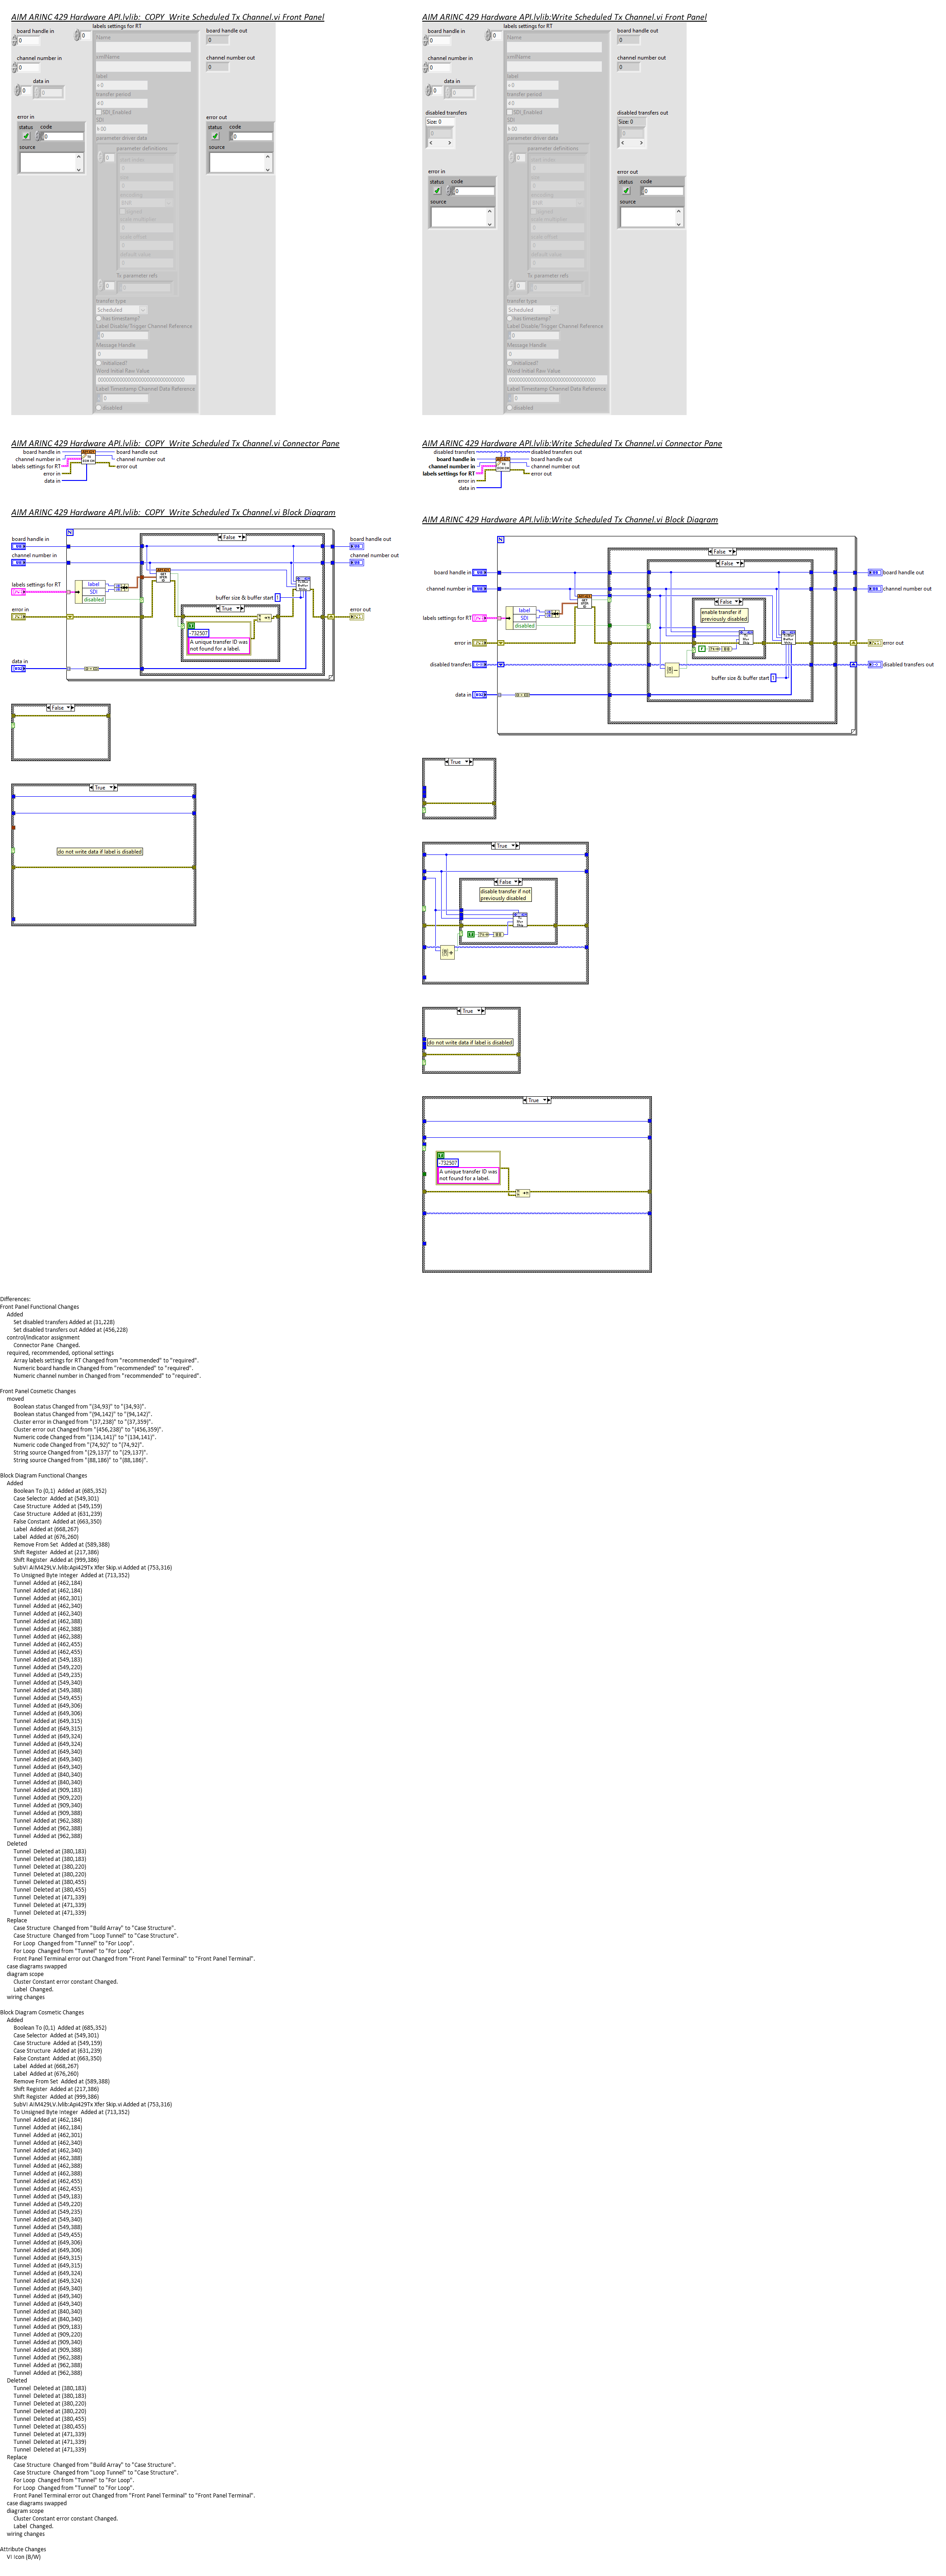 AIM ARINC 429 Hardware API.lvlib:_COPY_Write Scheduled Tx Channel.vi Front Panel
board handle in
0
channel number in
0
data in
0
0
error in
status
code
0
source
labels settings for RT
0
Name
cmfName
label
transfer period
SDI_Enabled
SDI
parameter driver data
parameter definitions
0
Tx parameter refs
0
transfer type
Scheduled
has timestamp?
Label Disable/Trigger Channel Reference
Message Handle
0
Initialized?
Word Initial Raw Value
Label Timestamp Channel Data Reference
disabled
board handle out
0
channel number out
0
error out
status
code
0
source
AIM ARINC 429 Hardware API.lvlib:Write Scheduled Tx Channel.vi Front Panel
board handle in
0
channel number in
0
data in
0
0
disabled transfers
Size: 0
error in
status
code
0
source
labels settings for RT
0
Name
cmfName
label
transfer period
SDI_Enabled
SDI
parameter driver data
parameter definitions
0
Tx parameter refs
0
transfer type
Scheduled
has timestamp?
Label Disable/Trigger Channel Reference
Message Handle
0
Initialized?
Word Initial Raw Value
Label Timestamp Channel Data Reference
disabled
board handle out
0
channel number out
0
disabled transfers out
Size: 0
error out
status
code
0
source
AIM ARINC 429 Hardware API.lvlib:_COPY_Write Scheduled Tx Channel.vi Connector Pane
board handle in
channel number in
labels settings for RT
error in
data in
board handle out
channel number out
error out
AIM ARINC 429 Hardware API.lvlib:Write Scheduled Tx Channel.vi Connector Pane
disabled transfers
board handle in
channel number in
labels settings for RT
error in
data in
disabled transfers out
board handle out
channel number out
error out
AIM ARINC 429 Hardware API.lvlib:_COPY_Write Scheduled Tx Channel.vi Block Diagram
N
False
board handle in
channel number in
labels settings for RT
label
SDI
disabled
error in
data in
buffer size & buffer start
1
True
-732507
A unique transfer ID was
not found for a label.
board handle out
channel number out
error out
False
True
do not write data if label is disabled
AIM ARINC 429 Hardware API.lvlib:Write Scheduled Tx Channel.vi Block Diagram
N
False
False
False
board handle in
channel number in
labels settings for RT
label
SDI
disabled
error in
disabled transfers
data in
enable transfer if
previously disabled
buffer size & buffer start
1
board handle out
channel number out
error out
disabled transfers out
True
True
False
disable transfer if not
previously disabled
True
do not write data if label is disabled
True
-732507
A unique transfer ID was
not found for a label.
Differences:
Front Panel Functional Changes
Added
Set disabled transfers Added at (31,228)
Set disabled transfers out Added at (456,228)
control/indicator assignment
Connector Pane Changed.
required, recommended, optional settings
Array labels settings for RT Changed from "recommended" to "required".
Numeric board handle in Changed from "recommended" to "required".
Numeric channel number in Changed from "recommended" to "required".
Front Panel Cosmetic Changes
moved
Boolean status Changed from "(34,93)" to "(34,93)".
Boolean status Changed from "(94,142)" to "(94,142)".
Cluster error in Changed from "(37,238)" to "(37,359)".
Cluster error out Changed from "(456,238)" to "(456,359)".
Numeric code Changed from "(134,141)" to "(134,141)".
Numeric code Changed from "(74,92)" to "(74,92)".
String source Changed from "(29,137)" to "(29,137)".
String source Changed from "(88,186)" to "(88,186)".
Block Diagram Functional Changes
Added
Boolean To (0,1) Added at (685,352)
Case Selector Added at (549,301)
Case Structure Added at (549,159)
Case Structure Added at (631,239)
False Constant Added at (663,350)
Label Added at (668,267)
Label Added at (676,260)
Remove From Set Added at (589,388)
Shift Register Added at (217,386)
Shift Register Added at (999,386)
SubVI AIM429LV.lvlib:Api429Tx Xfer Skip.vi Added at (753,316)
To Unsigned Byte Integer Added at (713,352)
Tunnel Added at (462,184)
Tunnel Added at (462,184)
Tunnel Added at (462,301)
Tunnel Added at (462,340)
Tunnel Added at (462,340)
Tunnel Added at (462,388)
Tunnel Added at (462,388)
Tunnel Added at (462,388)
Tunnel Added at (462,455)
Tunnel Added at (462,455)
Tunnel Added at (549,183)
Tunnel Added at (549,220)
Tunnel Added at (549,235)
Tunnel Added at (549,340)
Tunnel Added at (549,388)
Tunnel Added at (549,455)
Tunnel Added at (649,306)
Tunnel Added at (649,306)
Tunnel Added at (649,315)
Tunnel Added at (649,315)
Tunnel Added at (649,324)
Tunnel Added at (649,324)
Tunnel Added at (649,340)
Tunnel Added at (649,340)
Tunnel Added at (649,340)
Tunnel Added at (840,340)
Tunnel Added at (840,340)
Tunnel Added at (909,183)
Tunnel Added at (909,220)
Tunnel Added at (909,340)
Tunnel Added at (909,388)
Tunnel Added at (962,388)
Tunnel Added at (962,388)
Tunnel Added at (962,388)
Deleted
Tunnel Deleted at (380,183)
Tunnel Deleted at (380,183)
Tunnel Deleted at (380,220)
Tunnel Deleted at (380,220)
Tunnel Deleted at (380,455)
Tunnel Deleted at (380,455)
Tunnel Deleted at (471,339)
Tunnel Deleted at (471,339)
Tunnel Deleted at (471,339)
Replace
Case Structure Changed from "Build Array" to "Case Structure".
Case Structure Changed from "Loop Tunnel" to "Case Structure".
For Loop Changed from "Tunnel" to "For Loop".
For Loop Changed from "Tunnel" to "For Loop".
Front Panel Terminal error out Changed from "Front Panel Terminal" to "Front Panel Terminal".
case diagrams swapped
diagram scope
Cluster Constant error constant Changed.
Label Changed.
wiring changes
Block Diagram Cosmetic Changes
Added
Boolean To (0,1) Added at (685,352)
Case Selector Added at (549,301)
Case Structure Added at (549,159)
Case Structure Added at (631,239)
False Constant Added at (663,350)
Label Added at (668,267)
Label Added at (676,260)
Remove From Set Added at (589,388)
Shift Register Added at (217,386)
Shift Register Added at (999,386)
SubVI AIM429LV.lvlib:Api429Tx Xfer Skip.vi Added at (753,316)
To Unsigned Byte Integer Added at (713,352)
Tunnel Added at (462,184)
Tunnel Added at (462,184)
Tunnel Added at (462,301)
Tunnel Added at (462,340)
Tunnel Added at (462,340)
Tunnel Added at (462,388)
Tunnel Added at (462,388)
Tunnel Added at (462,388)
Tunnel Added at (462,455)
Tunnel Added at (462,455)
Tunnel Added at (549,183)
Tunnel Added at (549,220)
Tunnel Added at (549,235)
Tunnel Added at (549,340)
Tunnel Added at (549,388)
Tunnel Added at (549,455)
Tunnel Added at (649,306)
Tunnel Added at (649,306)
Tunnel Added at (649,315)
Tunnel Added at (649,315)
Tunnel Added at (649,324)
Tunnel Added at (649,324)
Tunnel Added at (649,340)
Tunnel Added at (649,340)
Tunnel Added at (649,340)
Tunnel Added at (840,340)
Tunnel Added at (840,340)
Tunnel Added at (909,183)
Tunnel Added at (909,220)
Tunnel Added at (909,340)
Tunnel Added at (909,388)
Tunnel Added at (962,388)
Tunnel Added at (962,388)
Tunnel Added at (962,388)
Deleted
Tunnel Deleted at (380,183)
Tunnel Deleted at (380,183)
Tunnel Deleted at (380,220)
Tunnel Deleted at (380,220)
Tunnel Deleted at (380,455)
Tunnel Deleted at (380,455)
Tunnel Deleted at (471,339)
Tunnel Deleted at (471,339)
Tunnel Deleted at (471,339)
Replace
Case Structure Changed from "Build Array" to "Case Structure".
Case Structure Changed from "Loop Tunnel" to "Case Structure".
For Loop Changed from "Tunnel" to "For Loop".
For Loop Changed from "Tunnel" to "For Loop".
Front Panel Terminal error out Changed from "Front Panel Terminal" to "Front Panel Terminal".
case diagrams swapped
diagram scope
Cluster Constant error constant Changed.
Label Changed.
wiring changes
Attribute Changes
VI Icon (B/W)